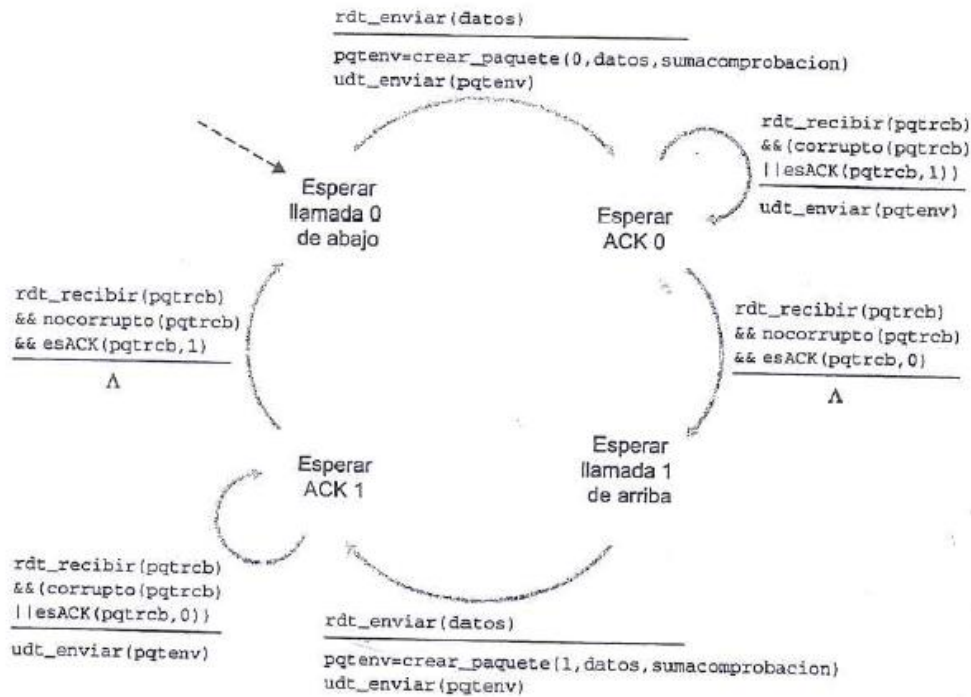 rdt_enviar(datos)
pqtenv=crear_paquete(0,datos,sumacomprobacion)
udt_enviar(pqtenv)
rdt_recibir(pqtrcb)
&&(corrupto(pqtrcb)
||esACK(pqtrcb,1))
udt_enviar(pqtenv)
Esperar
llamada 0
de abajo
Esperar
ACK 0
rdt_recibir(pqtrcb)
&& nocorrupto(pqtrcb)
&& esACK(pqtrcb,1)
Λ
rdt_recibir(pqtrcb)
&& nocorrupto(pqtrcb)
&& esACK(pqtrcb,0)
Λ
Esperar
ACK 1
Esperar
llamada 1
de arriba
rdt_recibir(pqtrcb)
&&(corrupto(pqtrcb)
||esACK(pqtrcb,0))
udt_enviar(pqtenv)
rdt_enviar(datos)
pqtenv=crear_paquete(1,datos,sumacomprobacion)
udt_enviar(pqtenv)